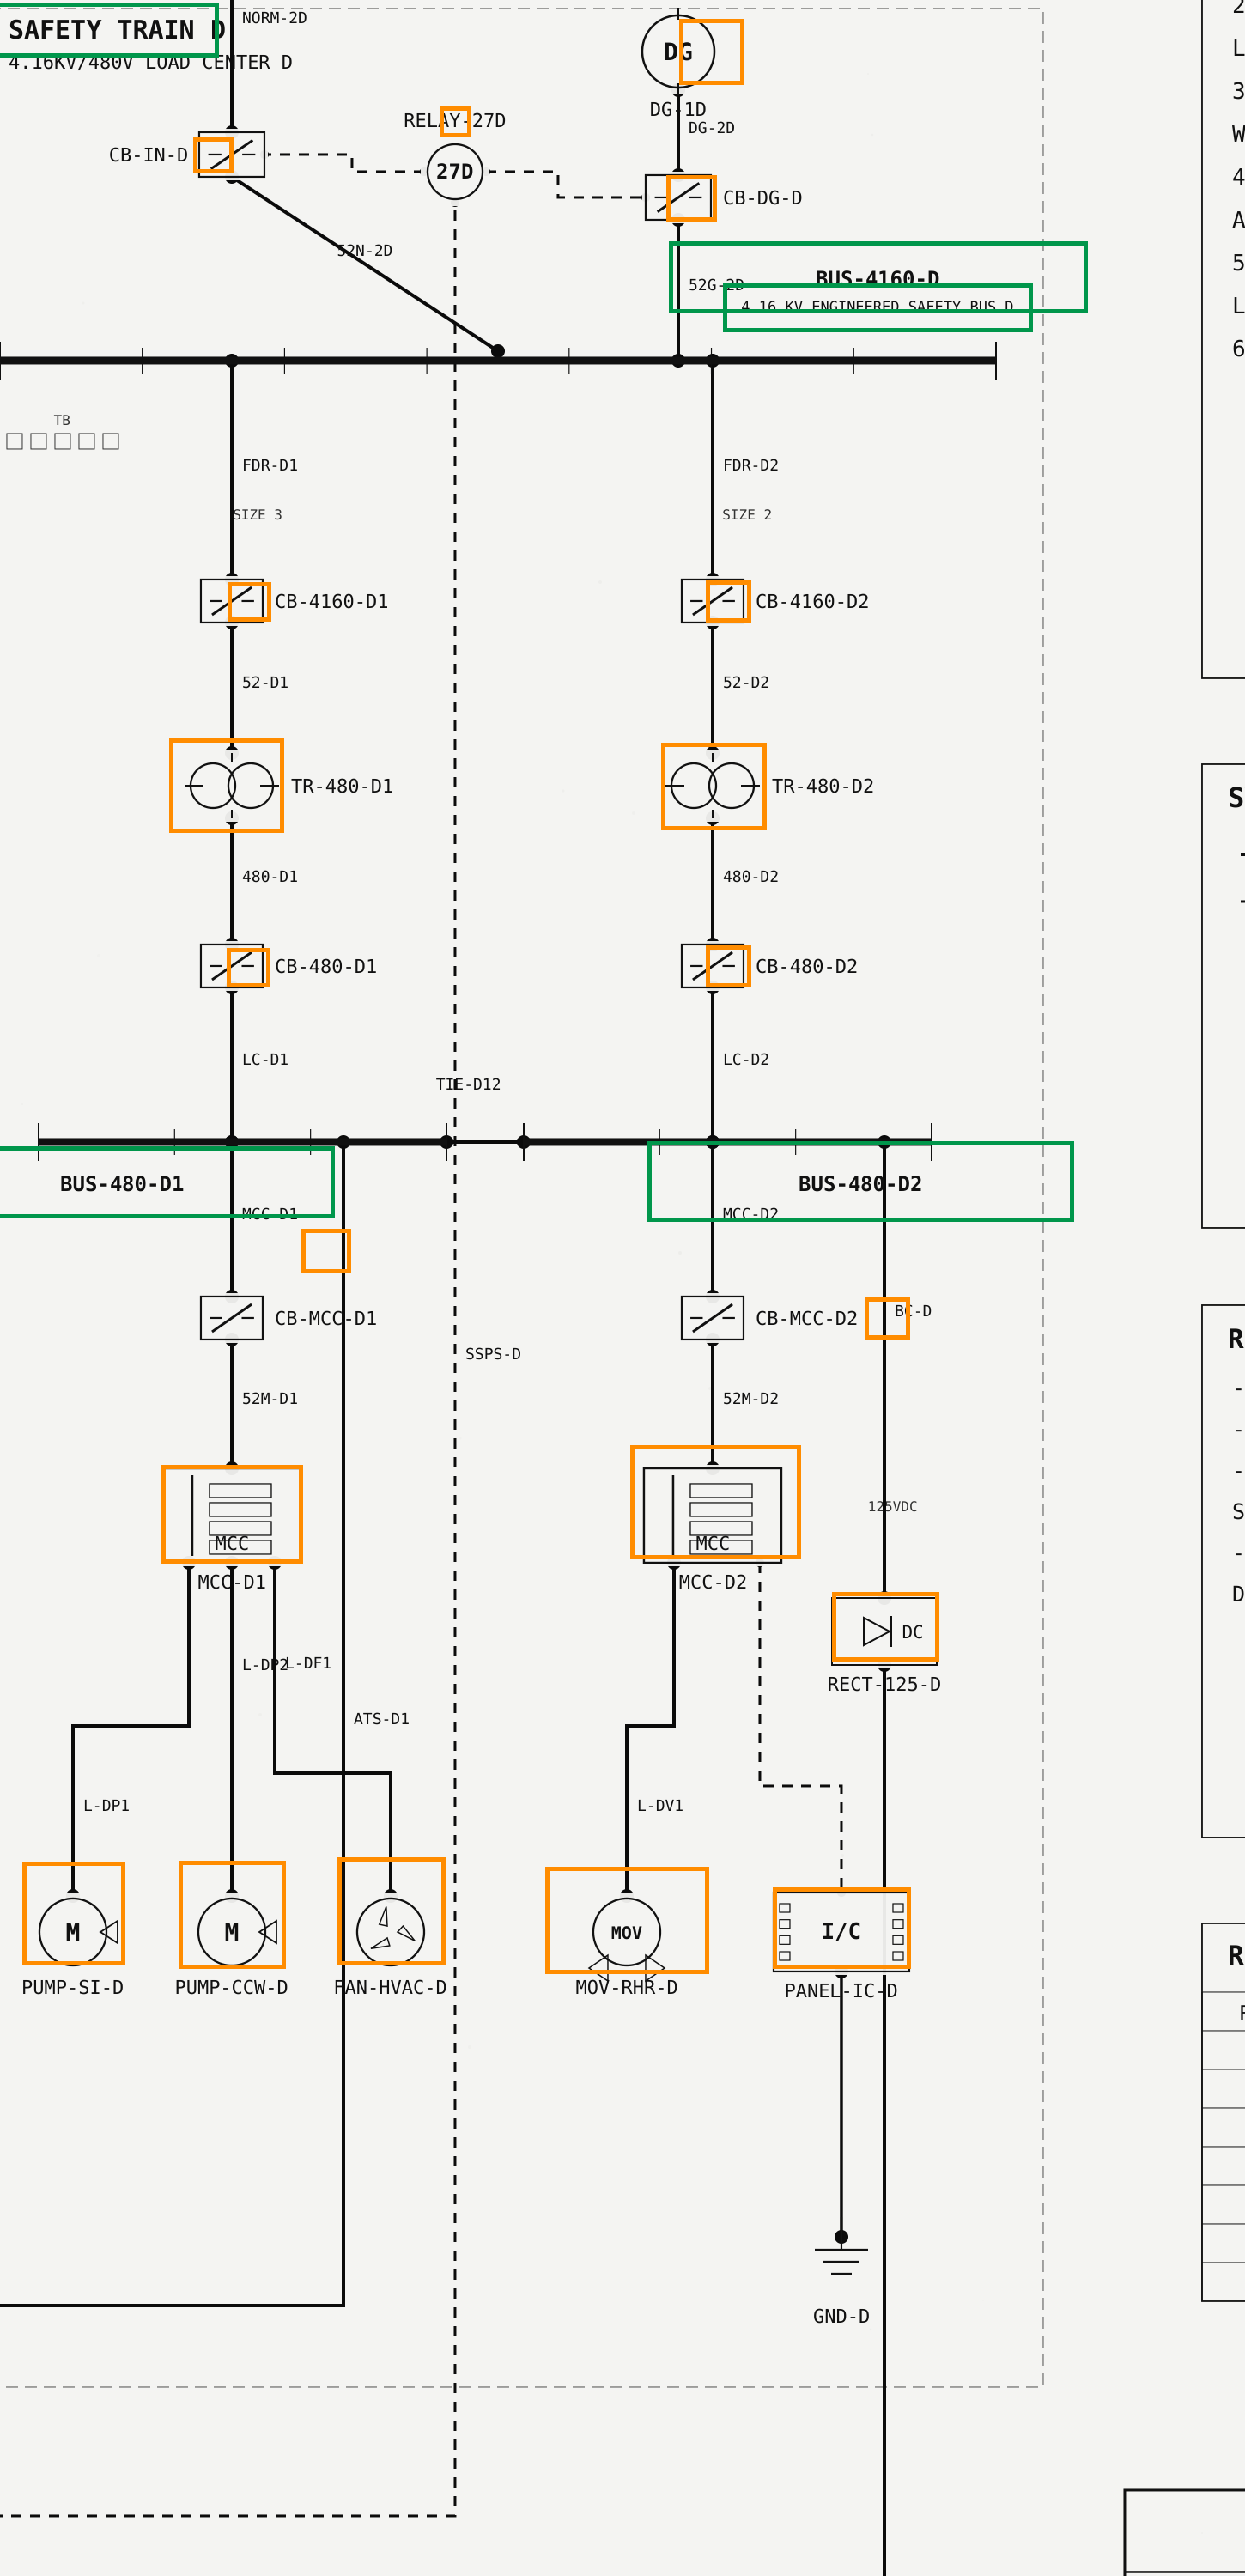 NORM-2D
SAFETY TRAIN D
4.16KV/480V LOAD CENTER D
DG
DG-1D
DG-2D
RELAY-27D
CB-IN-D
27D
CB-DG-D
52N-2D
52G-2D
BUS-4160-D
4.16 KV ENGINEERED SAFETY BUS D
TB
FDR-D1
FDR-D2
SIZE 3
SIZE 2
CB-4160-D1
CB-4160-D2
52-D1
52-D2
TR-480-D1
TR-480-D2
480-D1
480-D2
CB-480-D1
CB-480-D2
LC-D1
LC-D2
TIE-D12
BUS-480-D1
BUS-480-D2
MCC-D1
MCC-D2
CB-MCC-D1
CB-MCC-D2
BC-D
SSPS-D
52M-D1
52M-D2
125VDC
MCC
MCC
MCC-D1
MCC-D2
DC
RECT-125-D
L-DP2
L-DF1
ATS-D1
L-DP1
L-DV1
M
M
MOV
I/C
PUMP-SI-D
PUMP-CCW-D
FAN-HVAC-D
MOV-RHR-D
PANEL-IC-D
GND-D
2
L
3
W
4
A
5
L
6
S
-
-
R
-
-
-
S
-
D
R